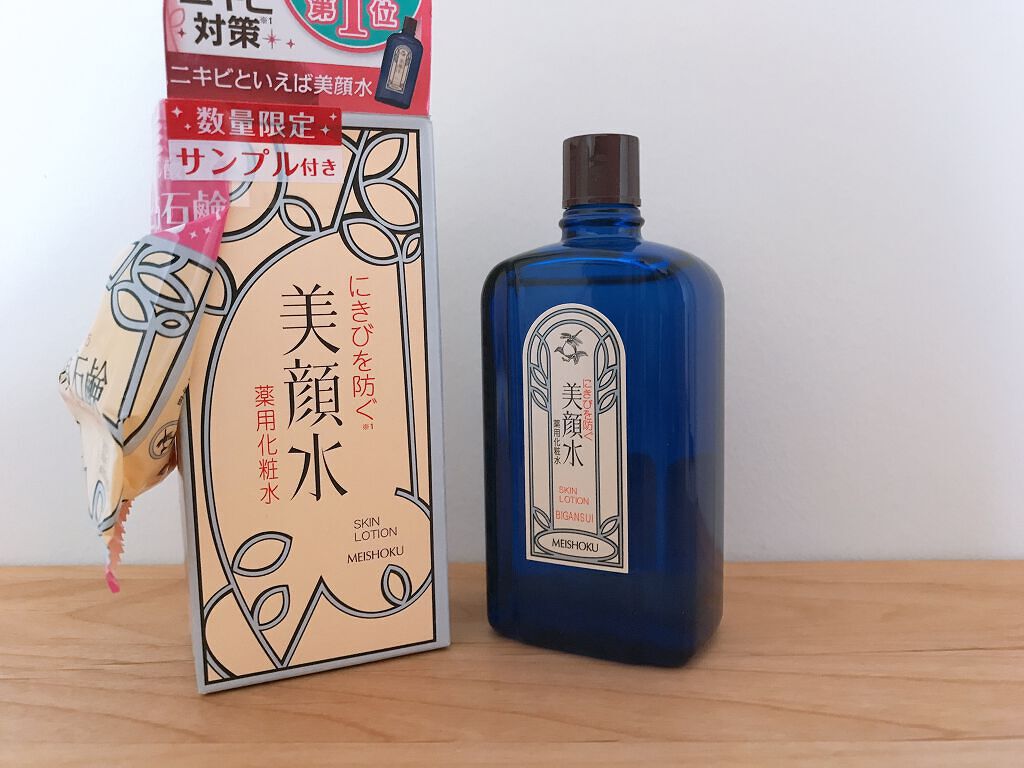 第1位
対策※1
ニキビといえば美顔水
数量限定
サンプル付き
石鹸
石鹸
にきびを防ぐ※1
美顔水
薬用化粧水
SKIN
LOTION
MEISHOKU
にきびを防ぐ
美顔水
薬用化粧水
SKIN
LOTION
BIGANSUI
MEISHOKU